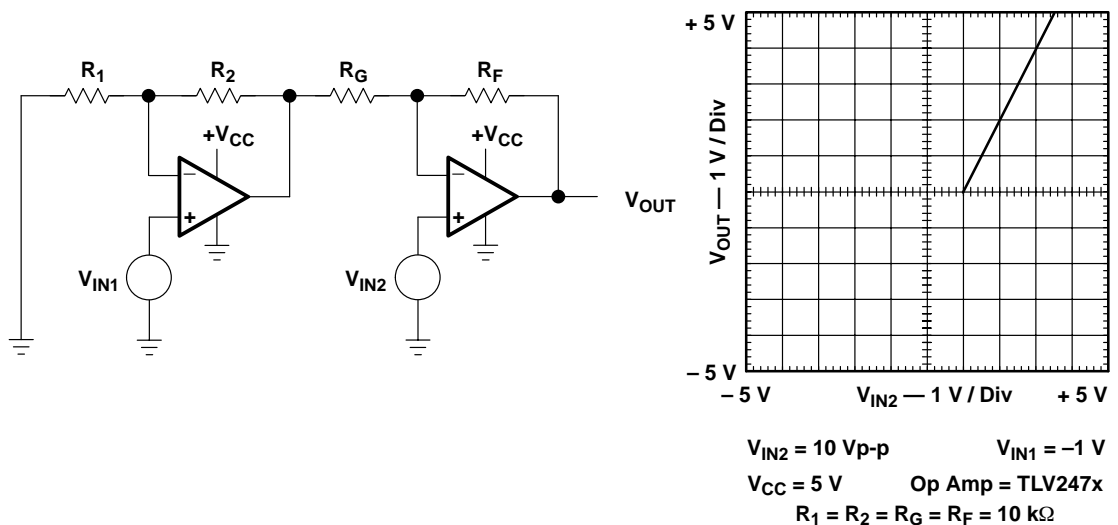 + 5 V
R1
R2
RG
RF
+VCC
+VCC
VOUT
VIN1
VIN2
VOUT — 1 V / Div
– 5 V
– 5 V
VIN2 — 1 V / Div
+ 5 V
VIN2 = 10 Vp-p
VIN1 = –1 V
VCC = 5 V
Op Amp = TLV247x
R1 = R2 = RG = RF = 10 kΩ